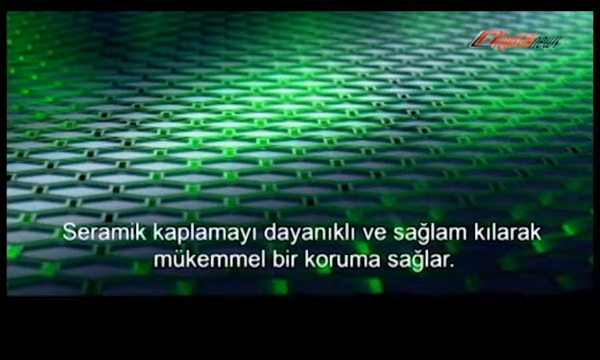 Seramik kaplamayı dayanıklı ve sağlam kılarak
mükemmel bir koruma sağlar.